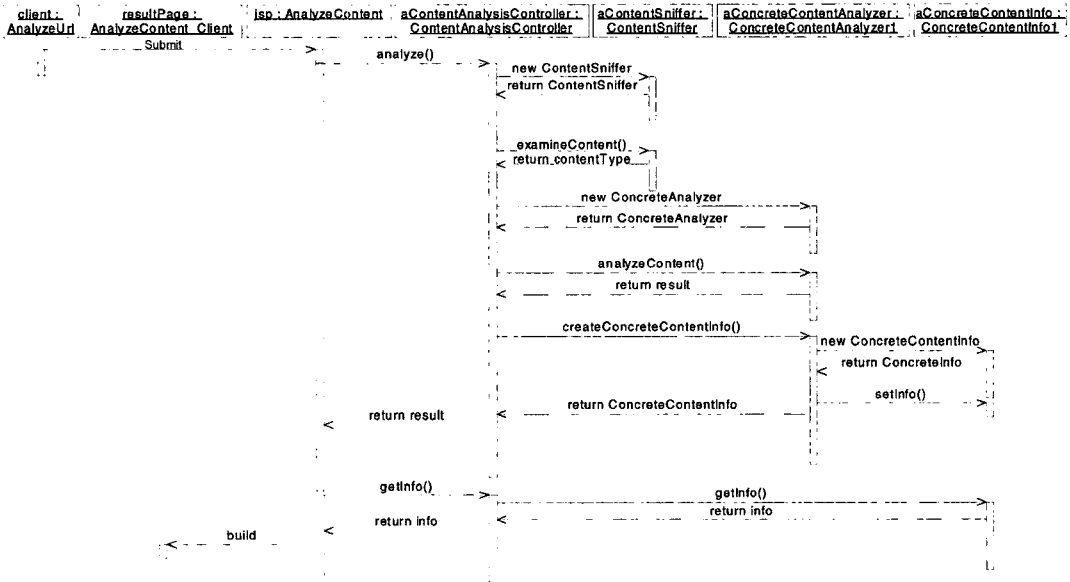 client :
AnalyzeUrl
resultPage :
AnalyzeContent_Client
jsp : AnalyzeContent
aContentAnalysisController :
ContentAnalysisController
aContentSniffer :
ContentSniffer
aConcreteContentAnalyzer :
ConcreteContentAnalyzer1
aConcreteContentInfo :
ConcreteContentInfo1
Submit
analyze()
new ContentSniffer
return ContentSniffer
examineContent()
return contentType
new ConcreteAnalyzer
return ConcreteAnalyzer
analyzeContent()
return result
createConcreteContentInfo()
new ConcreteContentInfo
return ConcreteInfo
setInfo()
return ConcreteContentInfo
return result
getInfo()
getInfo()
return info
return info
build